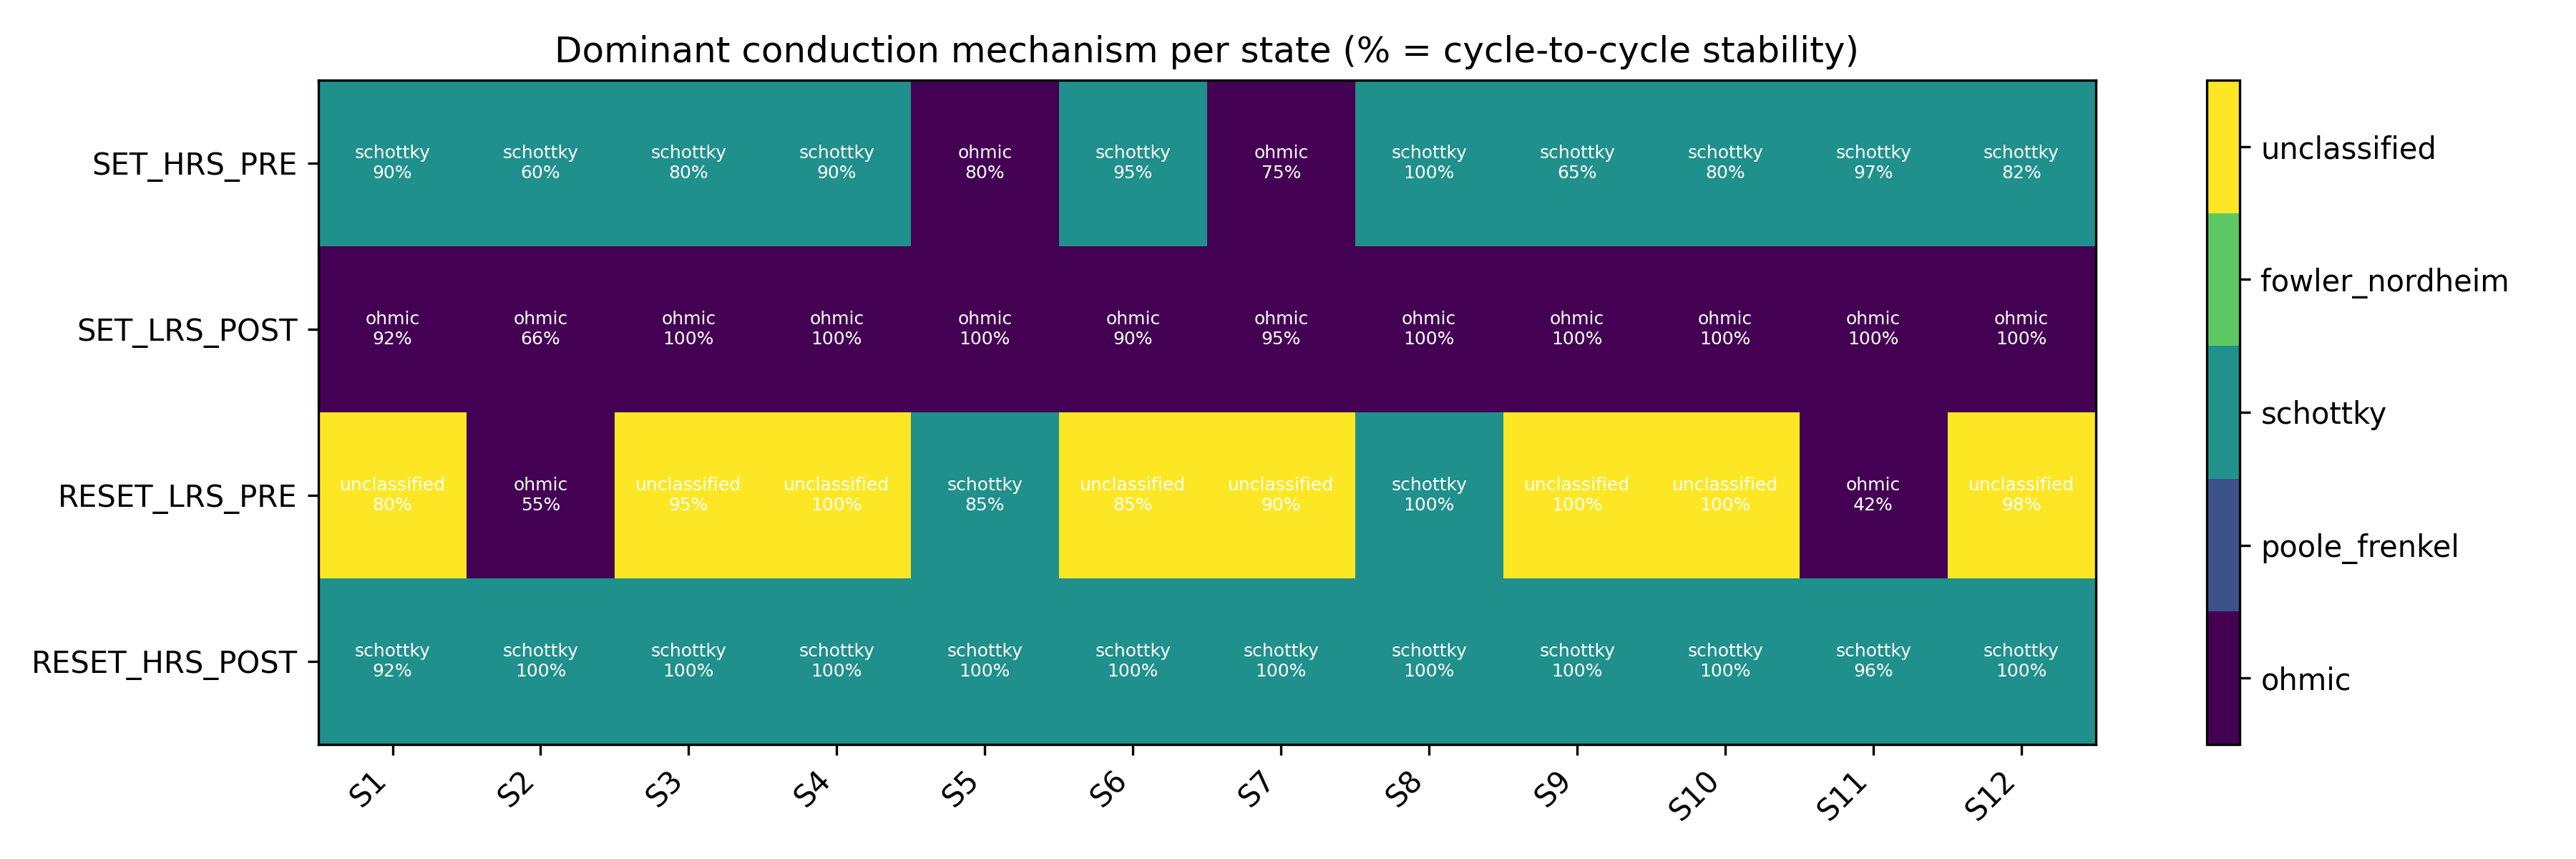 Dominant conduction mechanism per state (% = cycle-to-cycle stability)
SET_HRS_PRE
schottky
90%
schottky
60%
schottky
80%
schottky
90%
ohmic
80%
schottky
95%
ohmic
75%
schottky
100%
schottky
65%
schottky
80%
schottky
97%
schottky
82%
SET_LRS_POST
ohmic
92%
ohmic
66%
ohmic
100%
ohmic
100%
ohmic
100%
ohmic
90%
ohmic
95%
ohmic
100%
ohmic
100%
ohmic
100%
ohmic
100%
ohmic
100%
RESET_LRS_PRE
unclassified
80%
ohmic
55%
unclassified
95%
unclassified
100%
schottky
85%
unclassified
85%
unclassified
90%
schottky
100%
unclassified
100%
unclassified
100%
ohmic
42%
unclassified
98%
RESET_HRS_POST
schottky
92%
schottky
100%
schottky
100%
schottky
100%
schottky
100%
schottky
100%
schottky
100%
schottky
100%
schottky
100%
schottky
100%
schottky
96%
schottky
100%
S1
S2
S3
S4
S5
S6
S7
S8
S9
S10
S11
S12
unclassified
fowler_nordheim
schottky
poole_frenkel
ohmic